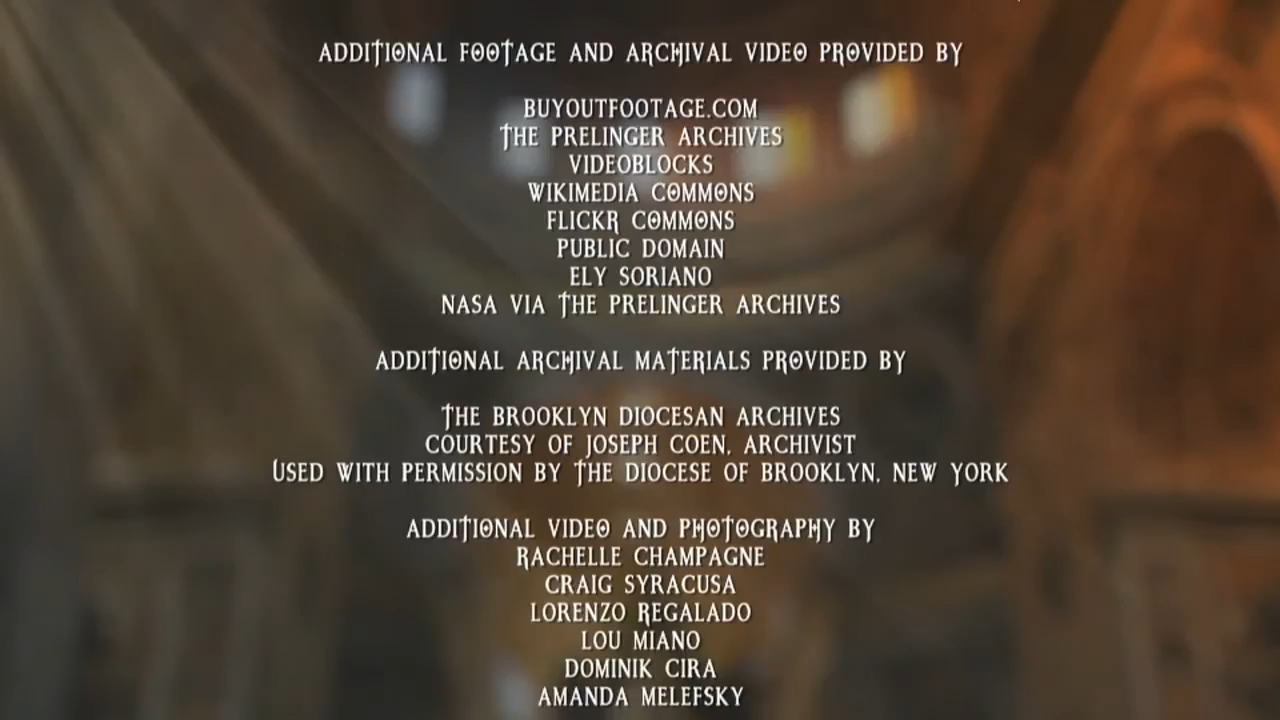 ADDITIONAL FOOTAGE AND ARCHIVAL VIDEO PROVIDED BY
BUYOUTFOOTAGE.COM
THE PRELINGER ARCHIVES
VIDEOBLOCKS
WIKIMEDIA COMMONS
FLICKR COMMONS
PUBLIC DOMAIN
ELY SORIANO
NASA VIA THE PRELINGER ARCHIVES
ADDITIONAL ARCHIVAL MATERIALS PROVIDED BY
THE BROOKLYN DIOCESAN ARCHIVES
COURTESY OF JOSEPH COEN, ARCHIVIST
USED WITH PERMISSION BY THE DIOCESE OF BROOKLYN, NEW YORK
ADDITIONAL VIDEO AND PHOTOGRAPHY BY
RACHELLE CHAMPAGNE
CRAIG SYRACUSA
LORENZO REGALADO
LOU MIANO
DOMINIK CIRA
AMANDA MELEFSKY